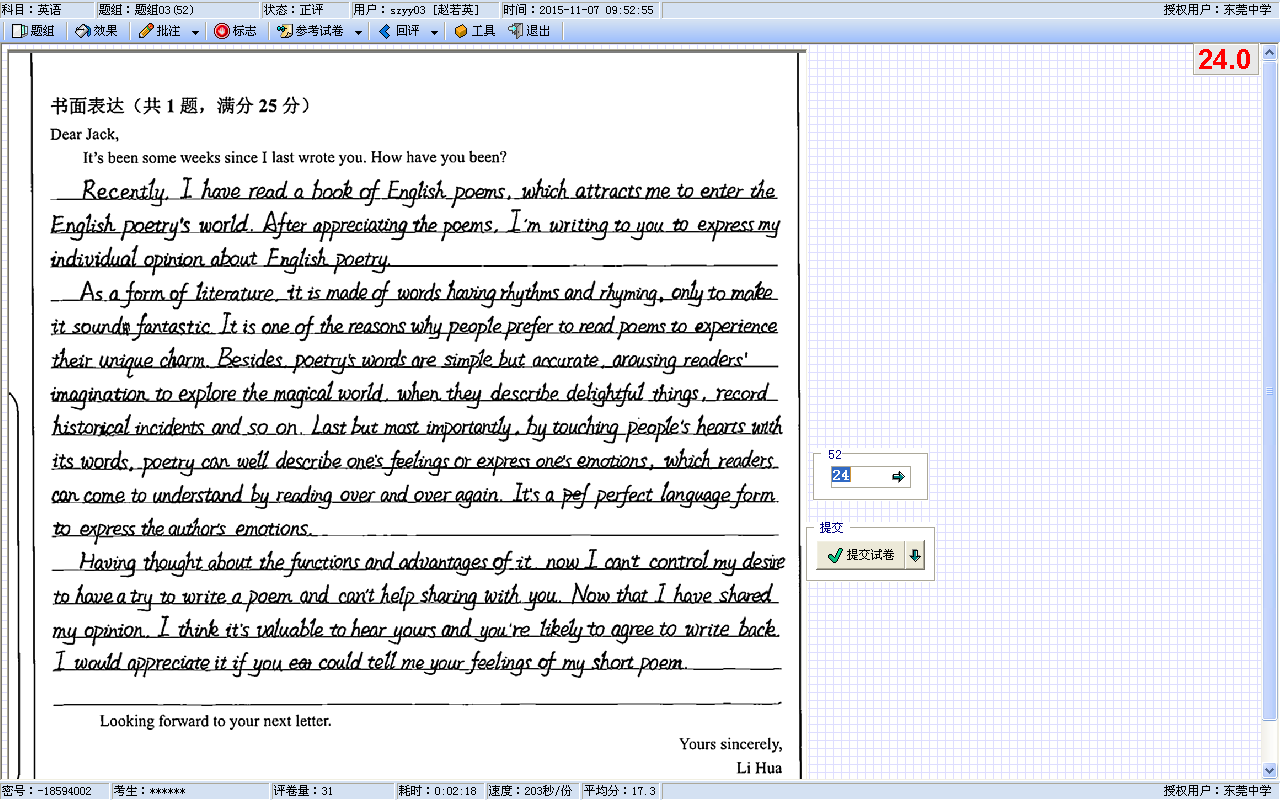 科目：英语 题组：题组03(52) 状态：正评 用户：szyy03 [赵若英] 时间：2015-11-07 09:52:55 授权用户：东莞中学
题组 效果 批注 标志 参考试卷 回评 工具 退出
24.0
书面表达（共 1 题，满分 25 分）
Dear Jack,
It's been some weeks since I last wrote you. How have you been?
Recently, I have read a book of English poems, which attracts me to enter the
English poetry's world. After appreciating the poems, I'm writing to you to express my
individual opinion about English poetry.
As a form of literature, it is made of words having rhythms and rhyming, only to make
it sound fantastic. It is one of the reasons why people prefer to read poems to experience
their unique charm. Besides, poetry's words are simple but accurate, arousing readers'
imagination to explore the magical world, when they describe delightful things, record
historical incidents and so on. Last but most importantly, by touching people's hearts with
its words, poetry can well describe one's feelings or express one's emotions, which readers
can come to understand by reading over and over again. It's a pef perfect language form
to express the author's emotions.
Having thought about the functions and advantages of it, now I can't control my desire
to have a try to write a poem and can't help sharing with you. Now that I have shared
my opinion, I think it's valuable to hear yours and you're likely to agree to write back.
I would appreciate it if you can could tell me your feelings of my short poem.
Looking forward to your next letter.
Yours sincerely,
Li Hua
52
24
提交
提交试卷
密号：-18594002 考生：****** 评卷量：31 耗时：0:02:18 速度：203秒/份 平均分：17.3 授权用户：东莞中学